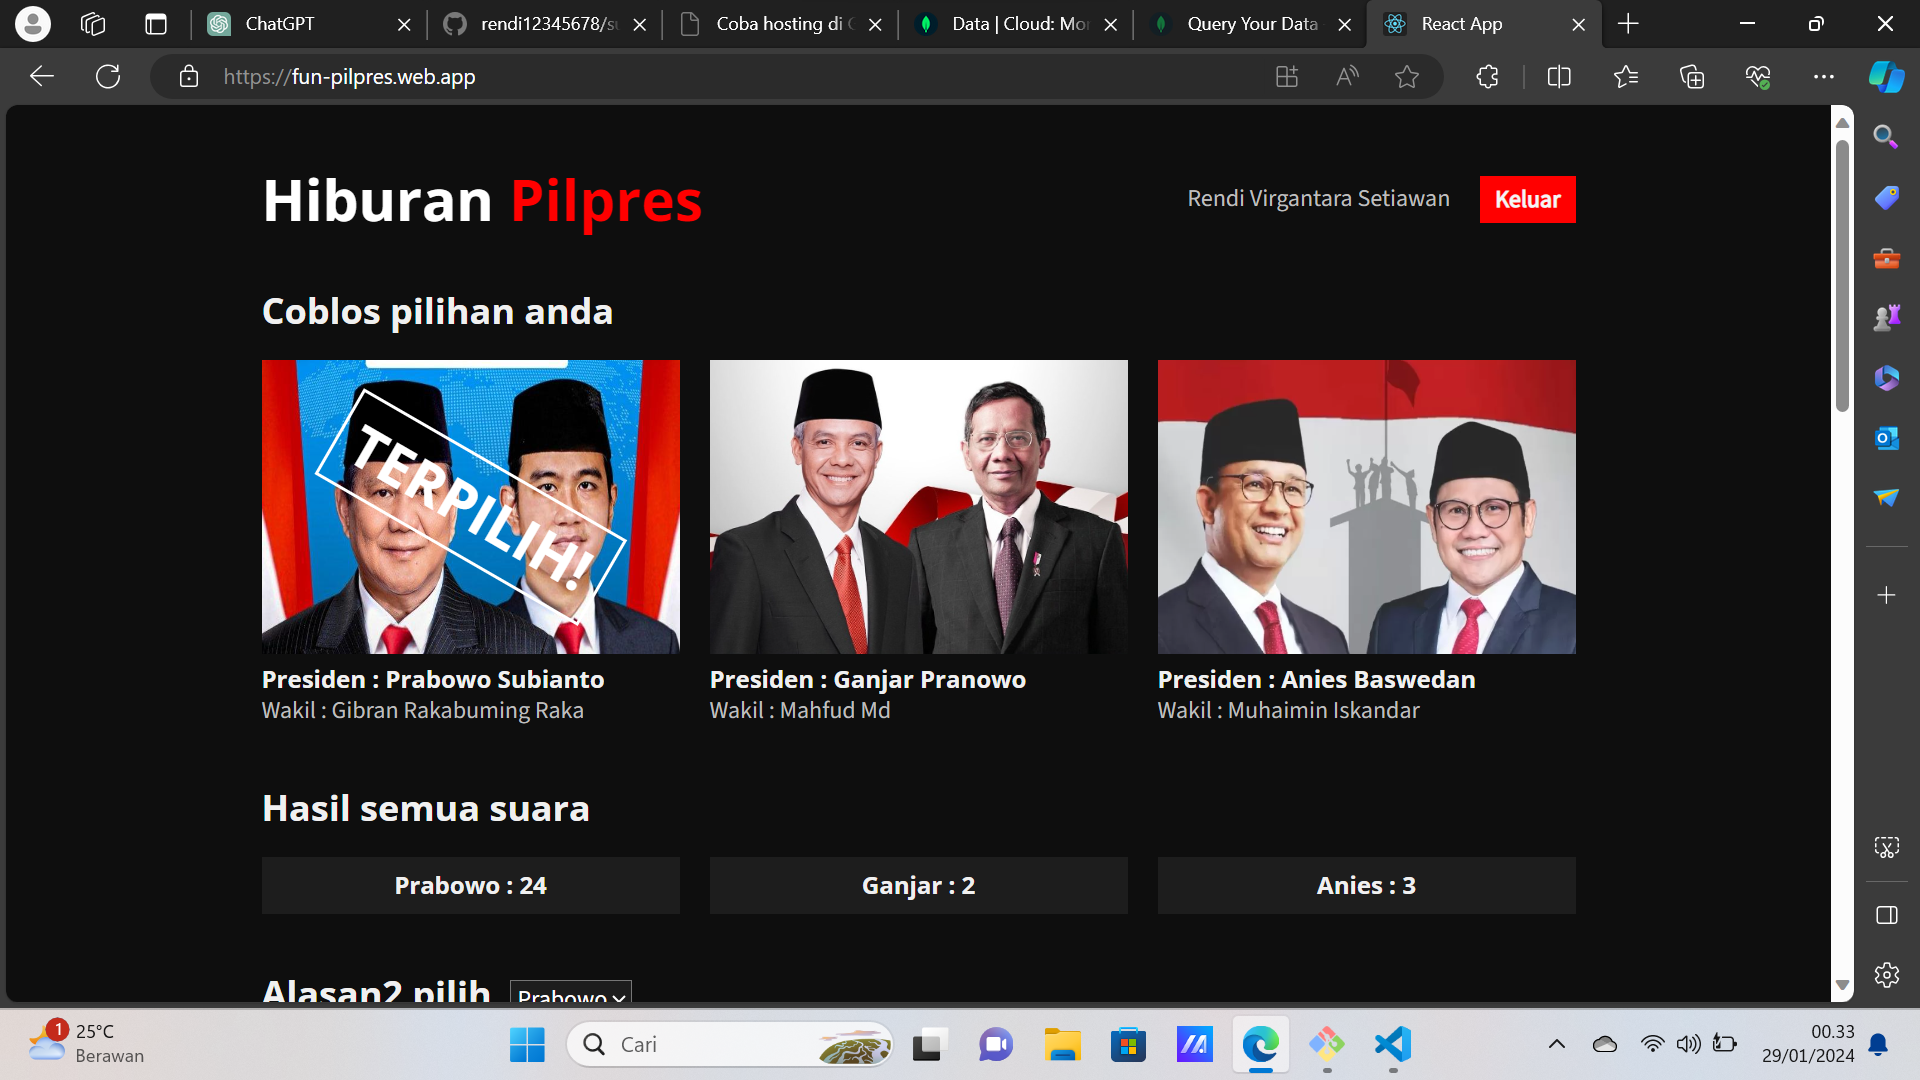 ChatGPT
rendi12345678/su
Coba hosting di
Data | Cloud: Mon
Query Your Data
React App
https://fun-pilpres.web.app
Hiburan Pilpres
Rendi Virgantara Setiawan
Keluar
Coblos pilihan anda
TERPILIH!
Presiden : Prabowo Subianto
Wakil : Gibran Rakabuming Raka
Presiden : Ganjar Pranowo
Wakil : Mahfud Md
Presiden : Anies Baswedan
Wakil : Muhaimin Iskandar
Hasil semua suara
Prabowo : 24
Ganjar : 2
Anies : 3
Alasan2 pilih
Prabowo
1
25°C
Berawan
Cari
00.33
29/01/2024